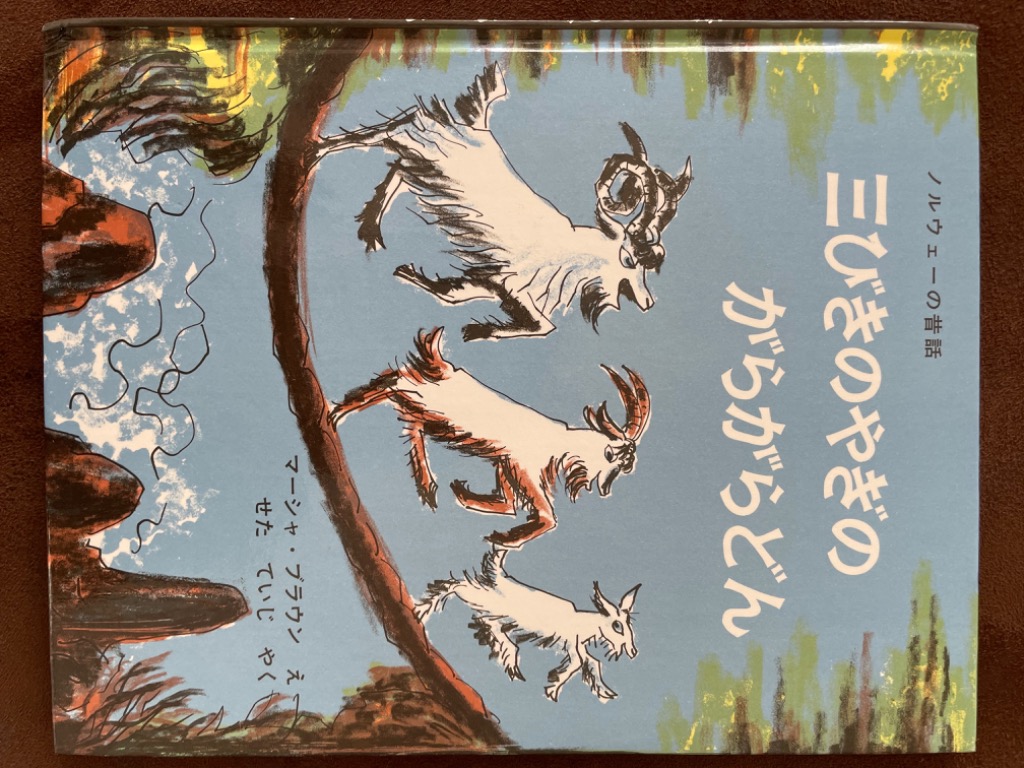 ノルウェーの昔話
三びきのやぎの
がらがらどん
マーシャ・ブラウン え
せた ていじ やく